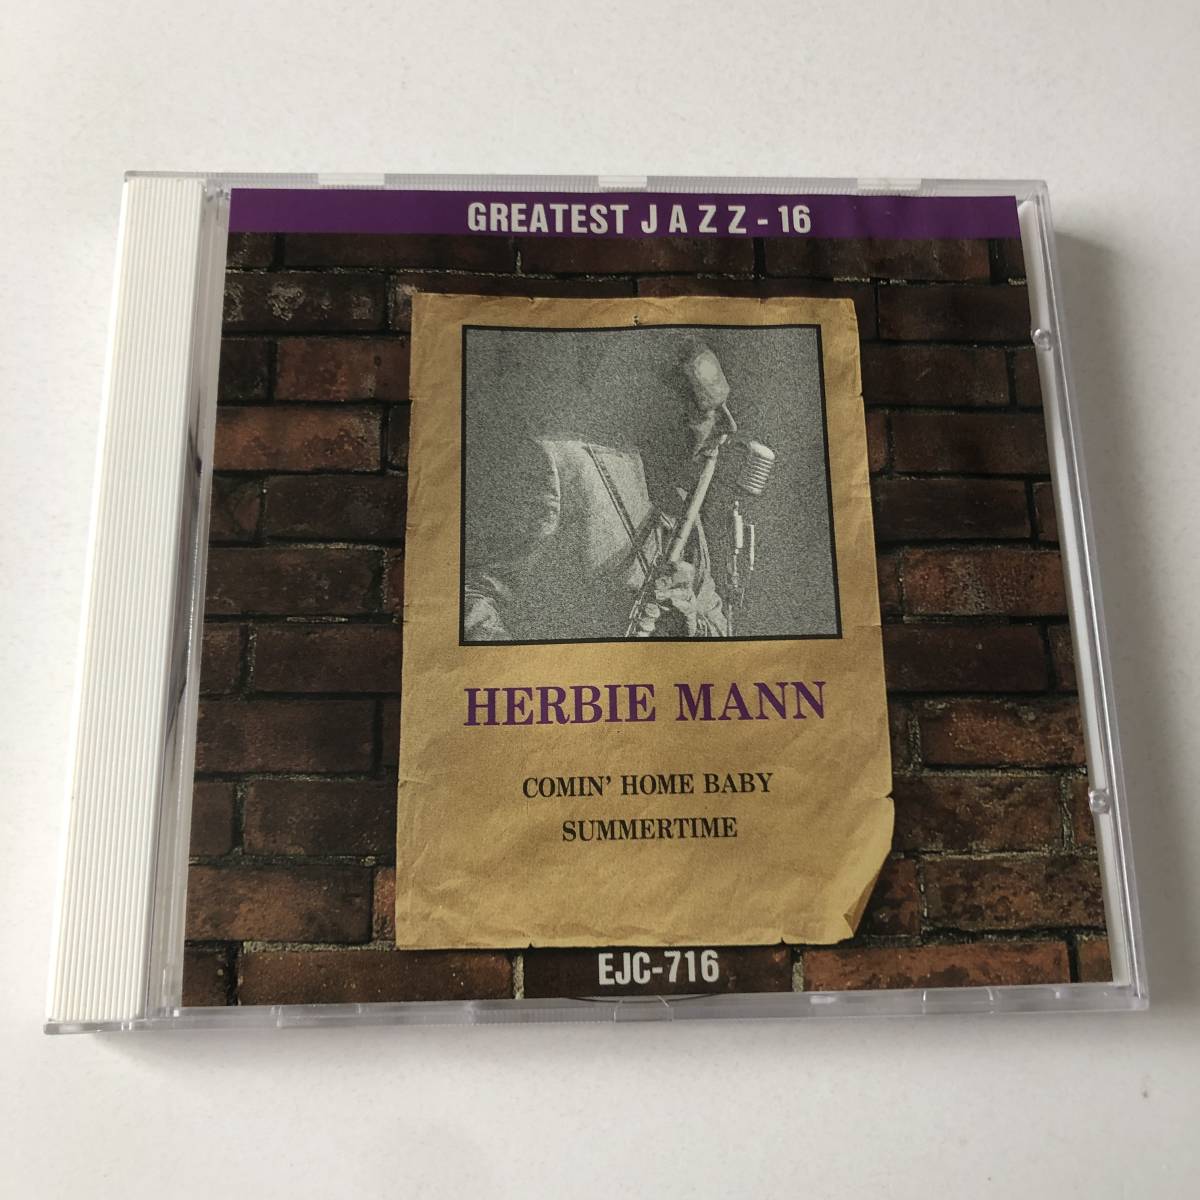 GREATEST JAZZ - 16
HERBIE MANN
COMIN' HOME BABY
SUMMERTIME
EJC-716